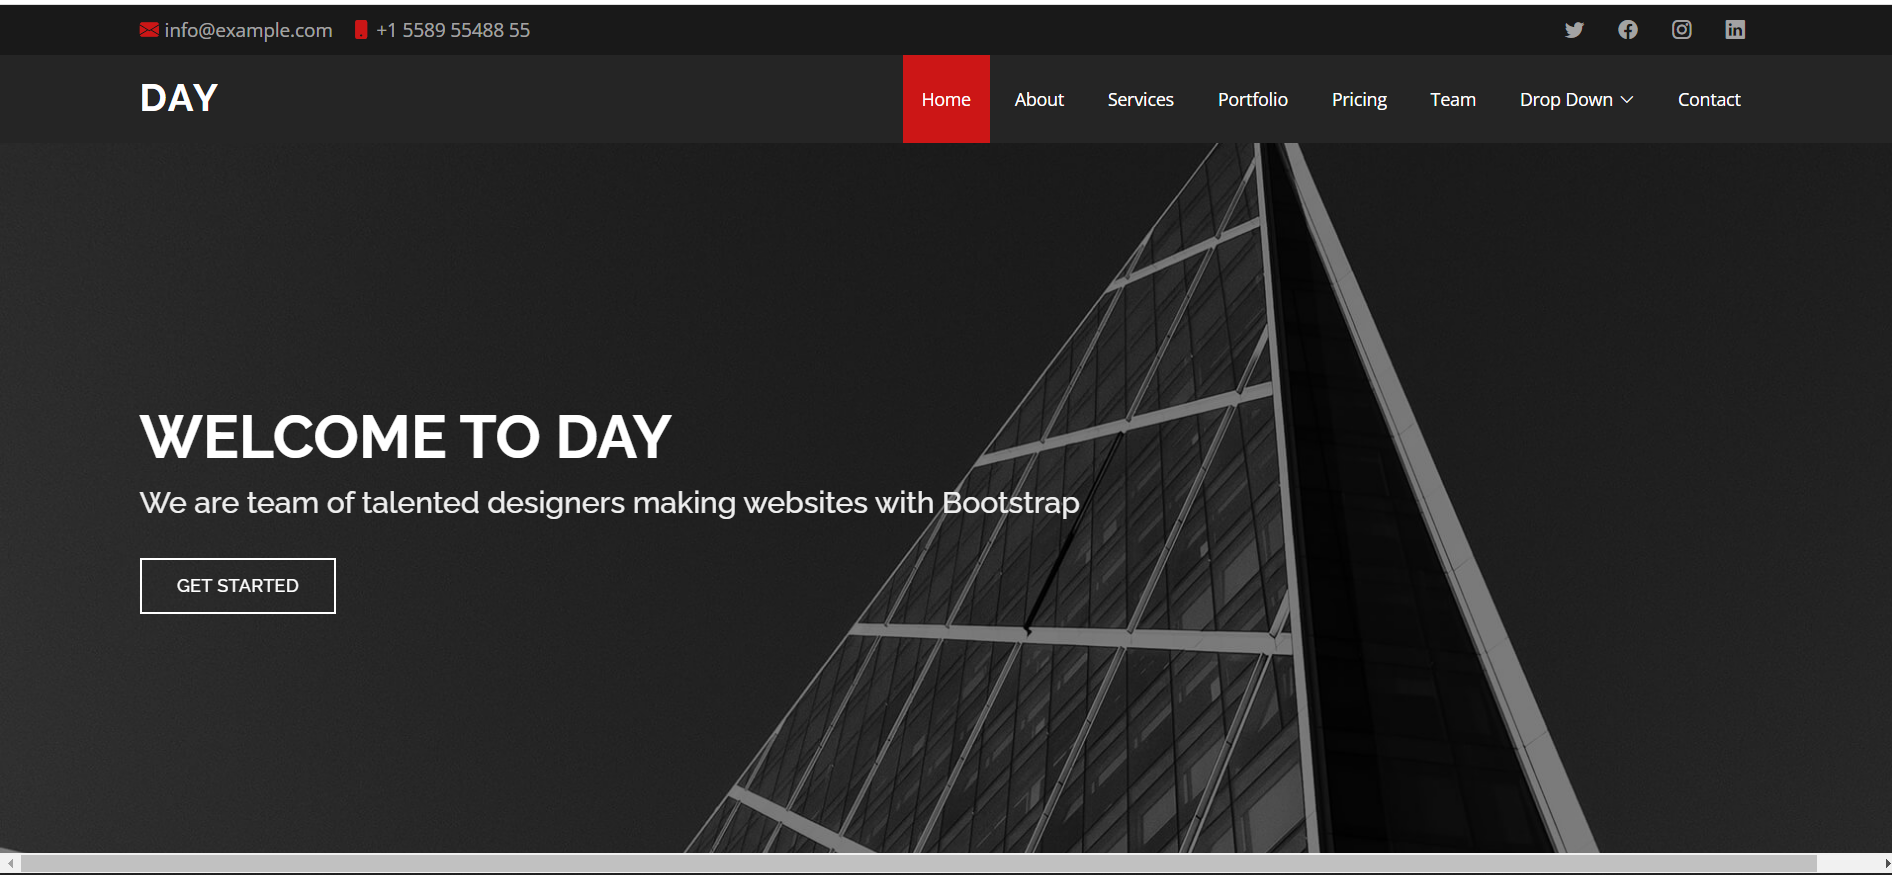 info@example.com +1 5589 55488 55
DAY
Home About Services Portfolio Pricing Team Drop Down Contact
WELCOME TO DAY
We are team of talented designers making websites with Bootstrap
GET STARTED